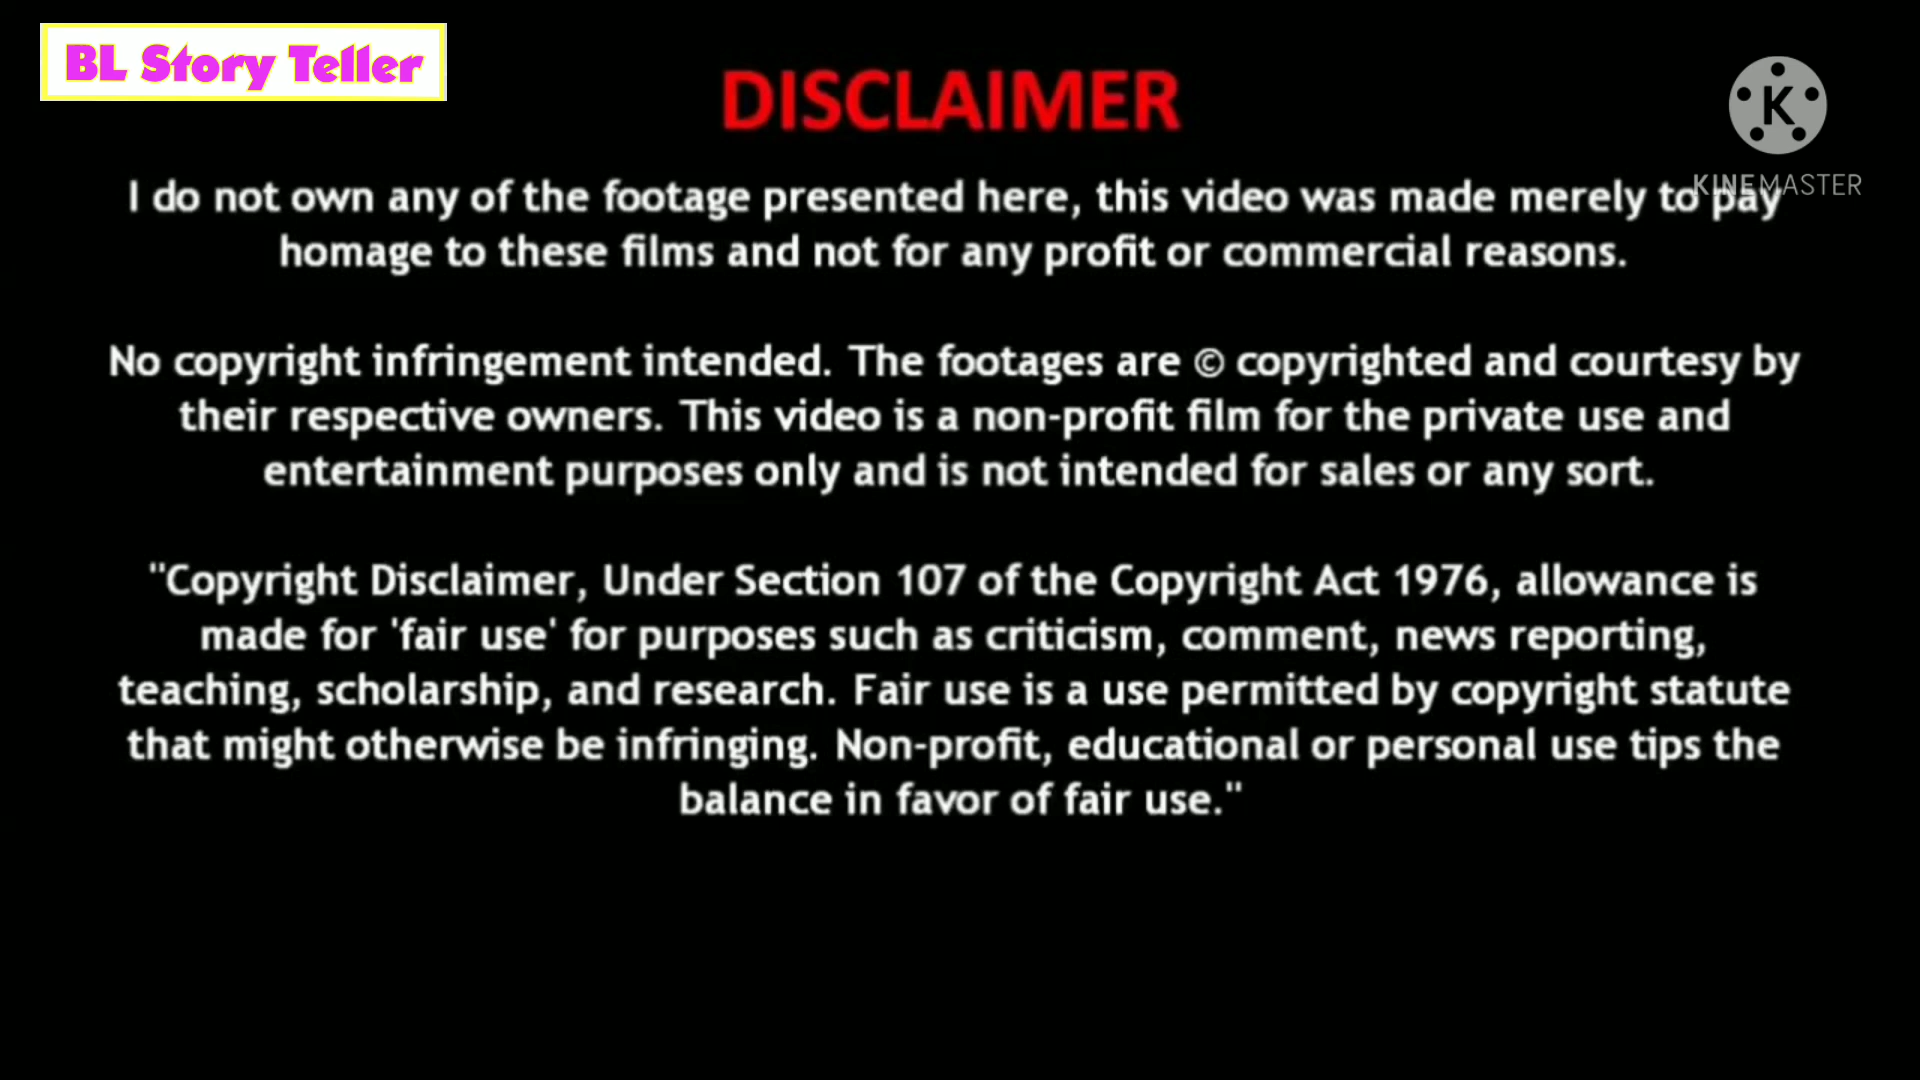 BL Story Teller
DISCLAIMER
K
KINEMASTER
I do not own any of the footage presented here, this video was made merely to pay
homage to these films and not for any profit or commercial reasons.
No copyright infringement intended. The footages are © copyrighted and courtesy by
their respective owners. This video is a non-profit film for the private use and
entertainment purposes only and is not intended for sales or any sort.
"Copyright Disclaimer, Under Section 107 of the Copyright Act 1976, allowance is
made for 'fair use' for purposes such as criticism, comment, news reporting,
teaching, scholarship, and research. Fair use is a use permitted by copyright statute
that might otherwise be infringing. Non-profit, educational or personal use tips the
balance in favor of fair use."